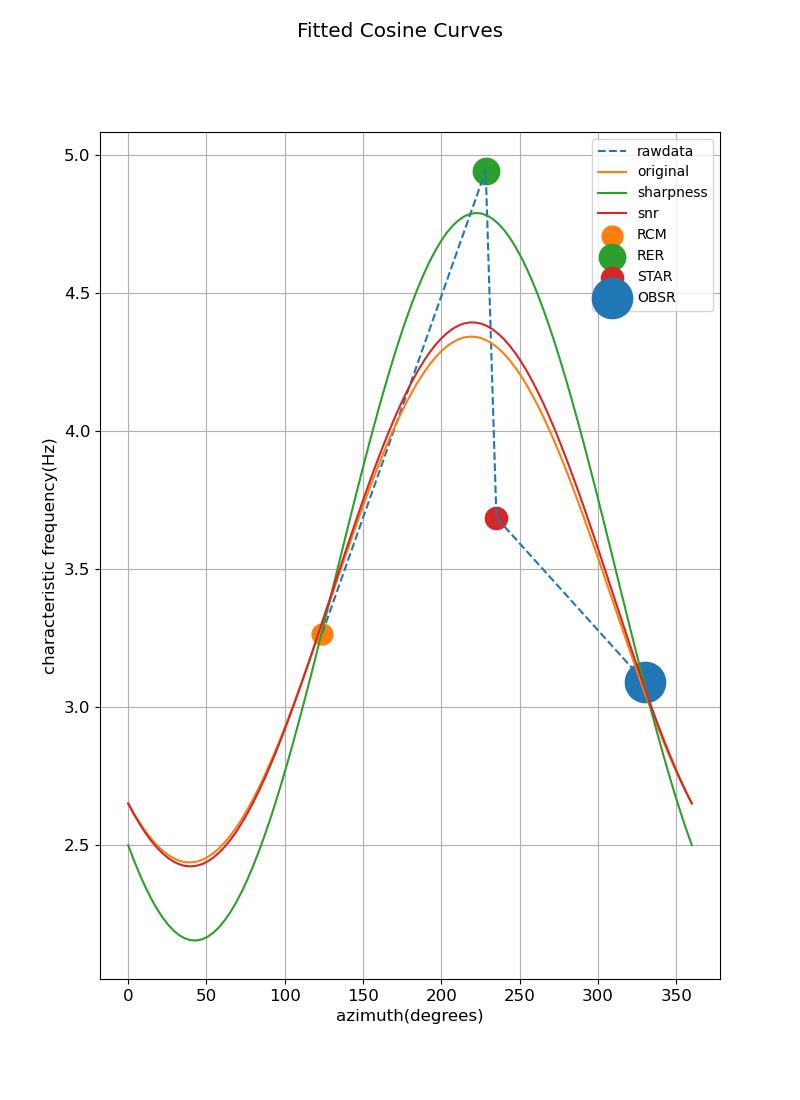 Fitted Cosine Curves
5.0
4.5
4.0
3.5
3.0
2.5
characteristic frequency(Hz)
rawdata
original
sharpness
snr
RCM
RER
STAR
OBSR
0 50 100 150 200 250 300 350
azimuth(degrees)